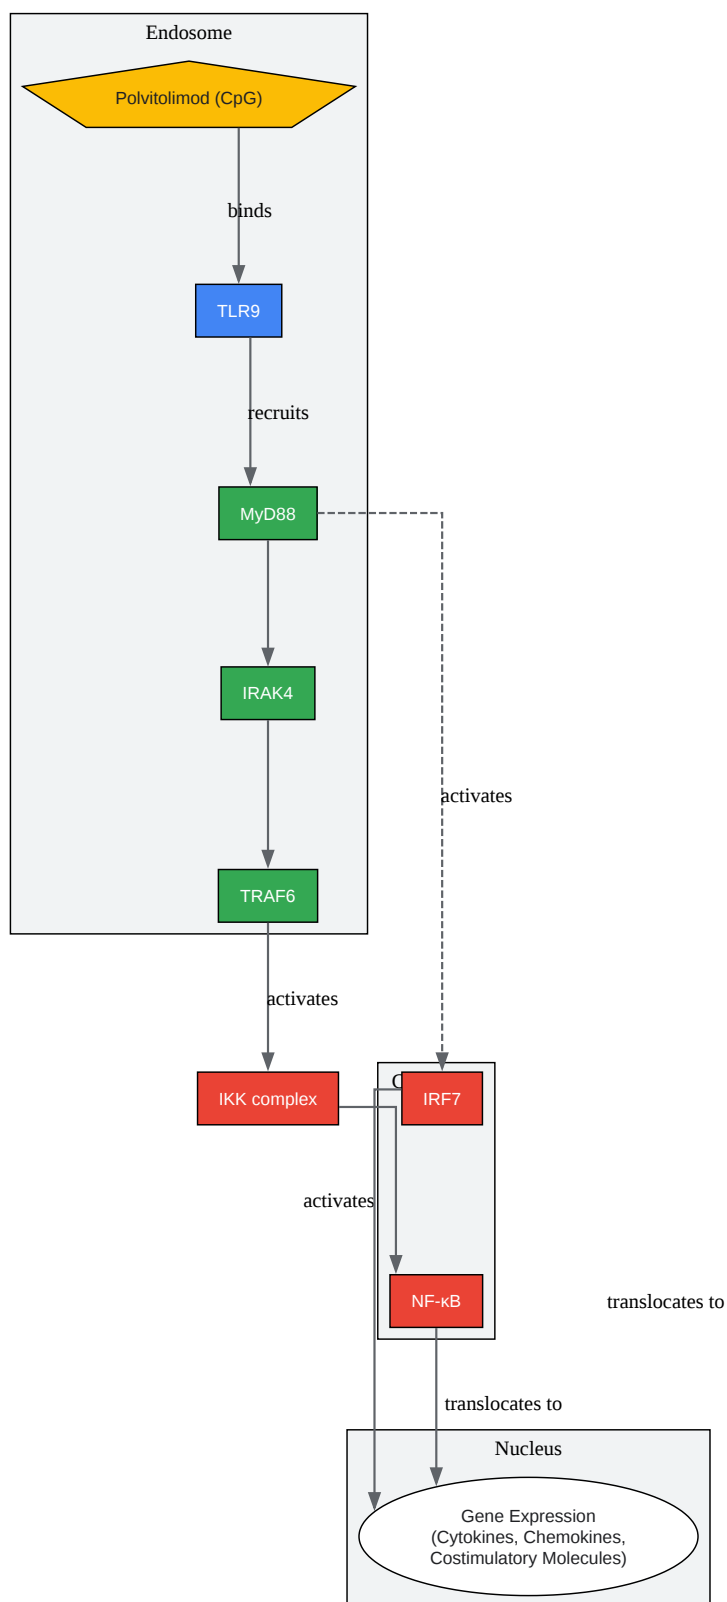 Endosome
Polvitolimod (CpG)
binds
TLR9
recruits
MyD88
IRAK4
activates
TRAF6
activates
IKK complex
IRF7
activates
NF-κB
translocates to
translocates to
Nucleus
Gene Expression
(Cytokines, Chemokines,
Costimulatory Molecules)